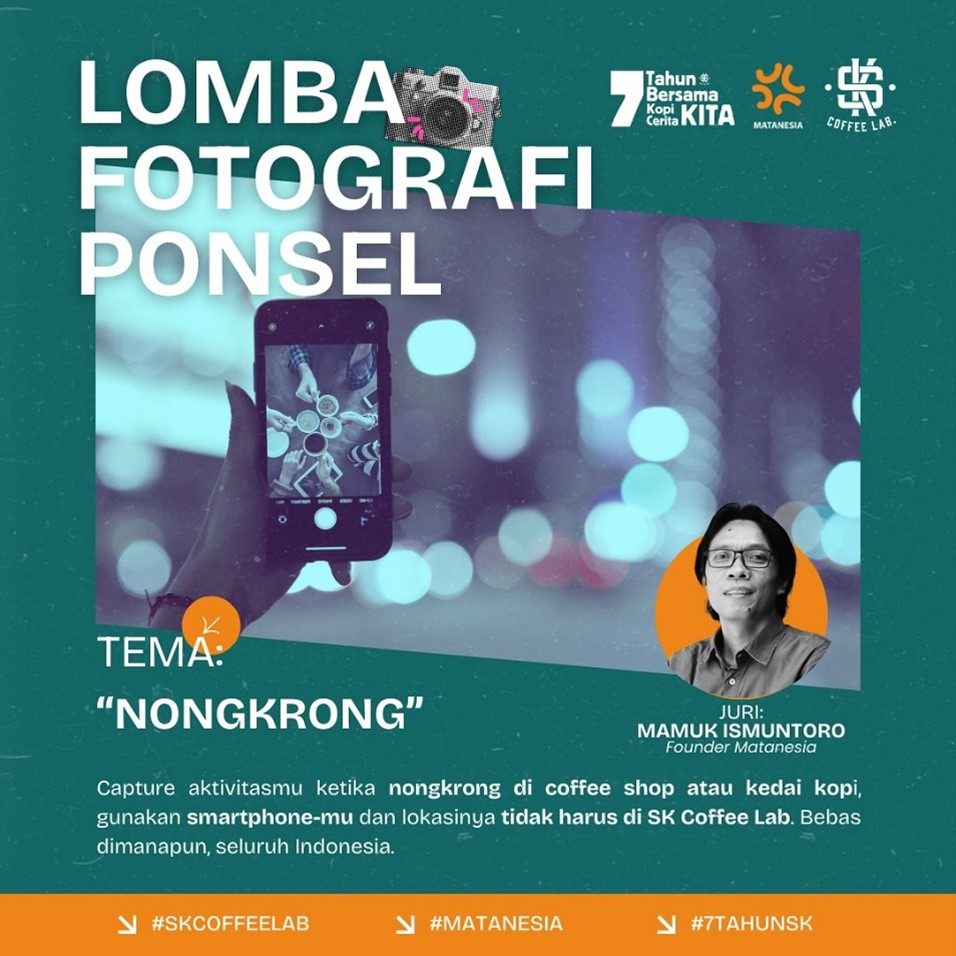 LOMBA
FOTOGRAFI
PONSEL
7 Tahun
Bersama
Kopi
Cerita KITA
MATANESIA
SK
COFFEE LAB.
TEMA:
“NONGKRONG”
JURI:
MAMUK ISMUNTORO
Founder Matanesia
Capture aktivitasmu ketika nongkrong di coffee shop atau kedai kopi,
gunakan smartphone-mu dan lokasinya tidak harus di SK Coffee Lab. Bebas
dimanapun, seluruh Indonesia.
#SKCOFFEELAB
#MATANESIA
#7TAHUNSK